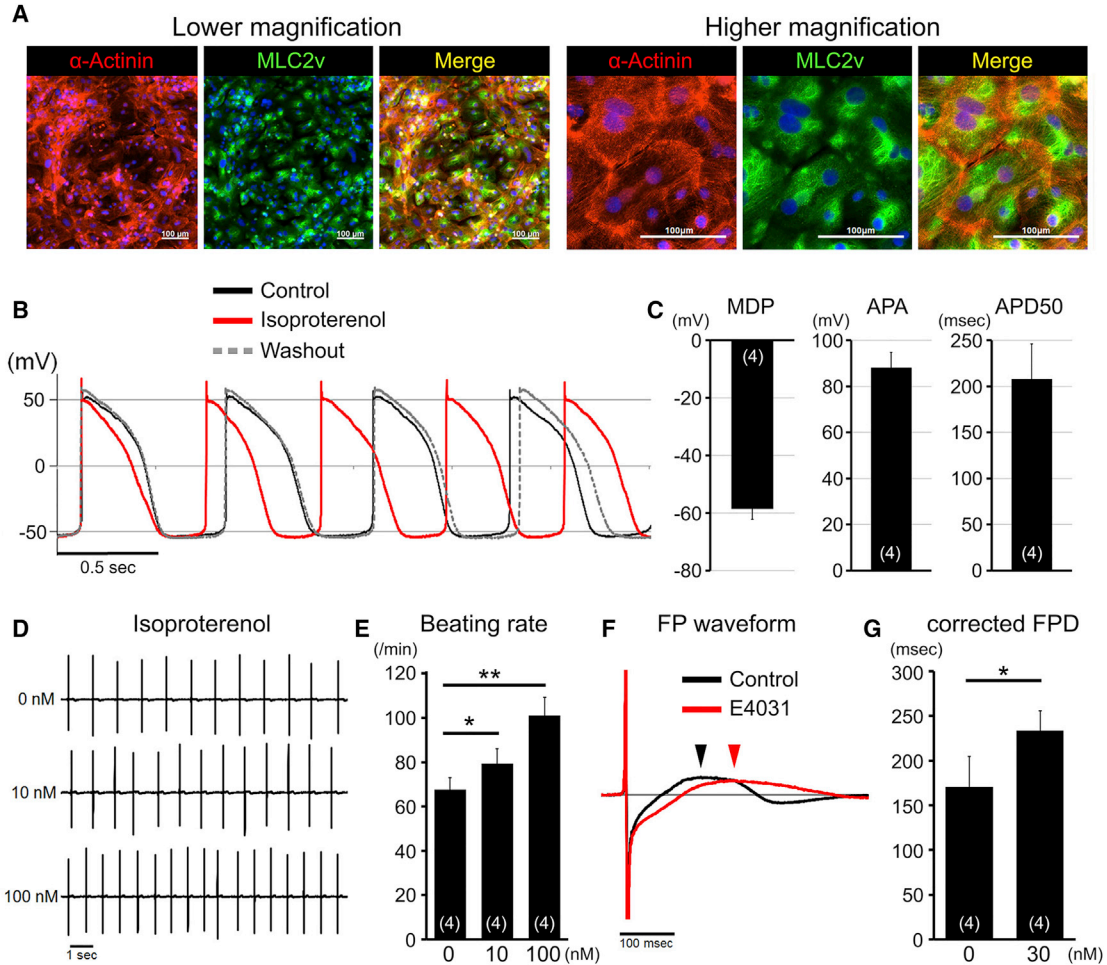 A
Lower magnification
Higher magnification
α-Actinin
MLC2v
Merge
α-Actinin
MLC2v
Merge
100 μm
100 μm
100 μm
100μm
100μm
100μm
B
Control
Isoproterenol
Washout
(mV)
50
0
-50
0.5 sec
C
MDP
(mV)
0
-20
-40
-60
-80
(4)
APA
(mV)
100
80
60
40
20
0
(4)
APD50
(msec)
250
200
150
100
50
0
(4)
D
Isoproterenol
0 nM
10 nM
100 nM
1 sec
E
Beating rate
(/min)
120
100
80
60
40
20
0
**
*
(4) (4) (4)
0 10 100 (nM)
F
FP waveform
Control
E4031
100 msec
G
corrected FPD
(msec)
300
250
200
150
100
50
0
*
(4) (4)
0 30 (nM)